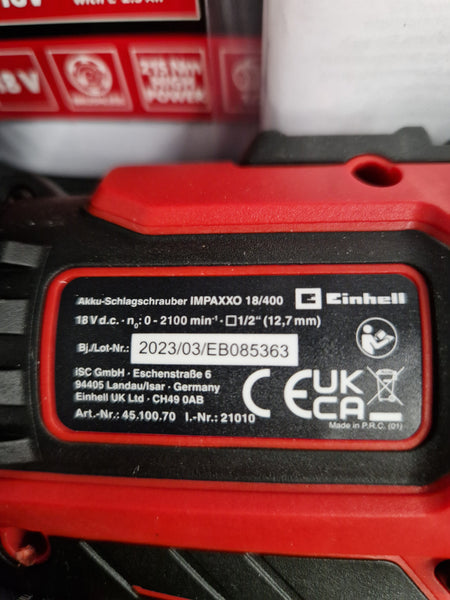 18V
Akku-Schlagschrauber IMPAXXO 18/400
Einhell
18 V d.c. · n₀: 0 - 2100 min⁻¹ · □1/2" (12,7 mm)
Bj./Lot-Nr.: 2023/03/EB085363
iSC GmbH · Eschenstraße 6
94405 Landau/Isar · Germany
Einhell UK Ltd · CH49 0AB
Art.-Nr.: 45.100.70 I.-Nr.: 21010
CE
UK
CA
Made in P.R.C. (01)